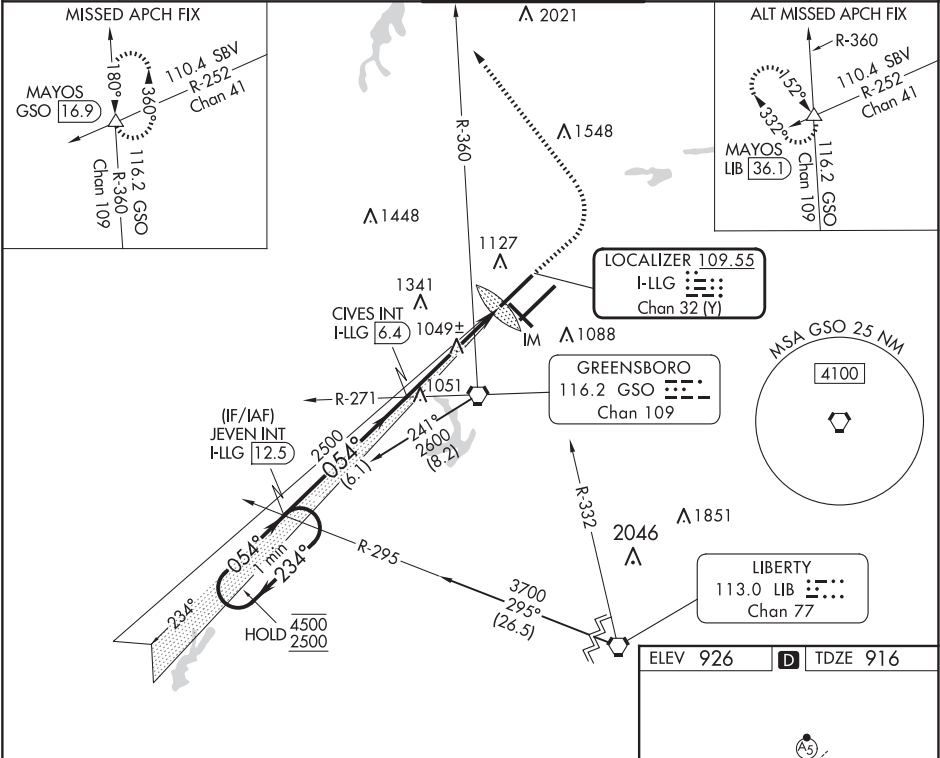 MISSED APCH FIX
MAYOS
GSO 16.9
180°
360°
110.4 SBV
R-252
Chan 41
116.2 GSO
R-360
Chan 109
2021
R-360
1548
1448
1127
1341
CIVES INT
I-LLG 6.4
1049±
IM
1088
LOCALIZER 109.55
I-LLG
Chan 32 (Y)
ALT MISSED APCH FIX
R-360
110.4 SBV
R-252
Chan 41
152°
332°
MAYOS
LIB 36.1
116.2 GSO
Chan 109
GREENSBORO
116.2 GSO
Chan 109
MSA GSO 25 NM
4100
R-271
1051
(IF/IAF)
JEVEN INT
I-LLG 12.5
2500
054°
(6.1)
241°
2600
(8.2)
054°
1 min
234°
234°
HOLD 4500
2500
R-295
3700
295°
(26.5)
R-332
2046
1851
LIBERTY
113.0 LIB
Chan 77
ELEV 926
D
TDZE 916
A5